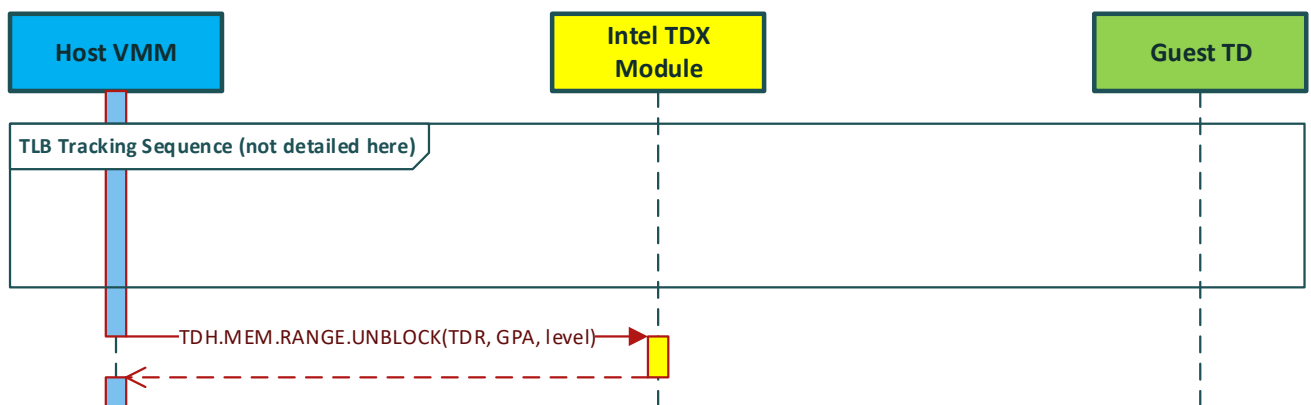 Host VMM
Intel TDX
Module
Guest TD
TLB Tracking Sequence (not detailed here)
TDH.MEM.RANGE.UNBLOCK(TDR, GPA, level)